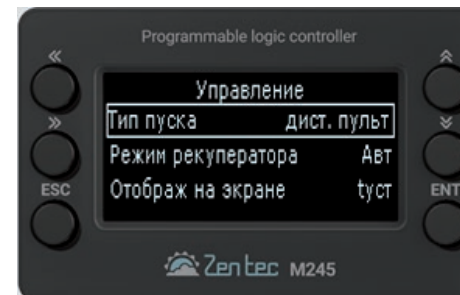 Programmable logic controller
« ︽
Управление
Тип пуска дист. пульт
» ︾
Режим рекуператора Авт
ESC Отображ на экране tуст ENT
Zentec M245